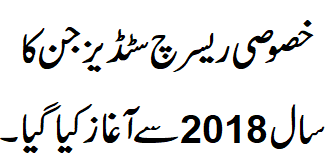 خصوصی ریسرچ سٹڈیز جن کا
سال 2018 سے آغاز کیا گیا۔